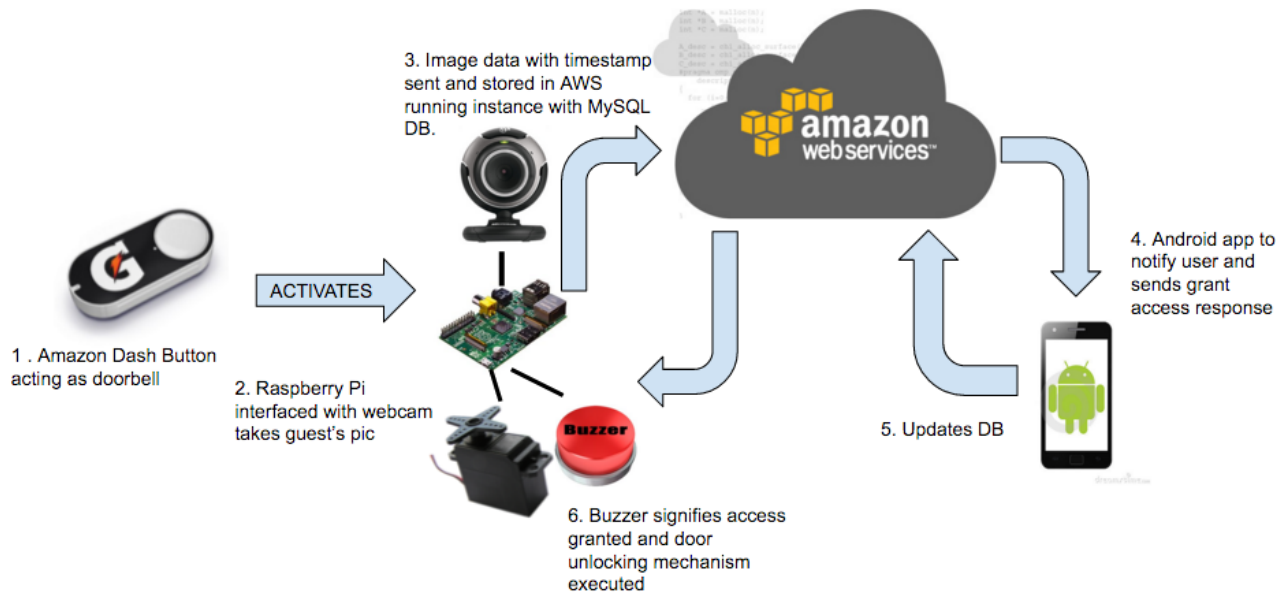 3. Image data with timestamp
sent and stored in AWS
running instance with MySQL
DB.
amazon
web services™
4. Android app to
notify user and
sends grant
access response
G
ACTIVATES
1 . Amazon Dash Button
acting as doorbell
2. Raspberry Pi
interfaced with webcam
takes guest's pic
Buzzer
5. Updates DB
6. Buzzer signifies access
granted and door
unlocking mechanism
executed